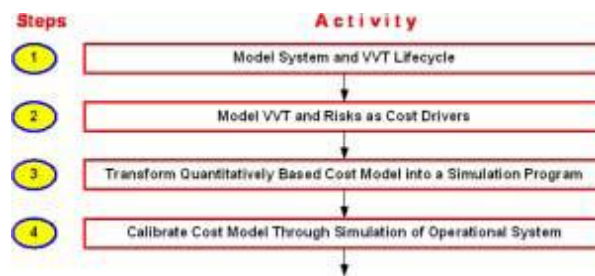 Steps Activity
1 Model System and VVT Lifecycle
2 Model VVT and Risks as Cost Drivers
3 Transform Quantitatively Based Cost Model into a Simulation Program
4 Calibrate Cost Model Through Simulation of Operational System